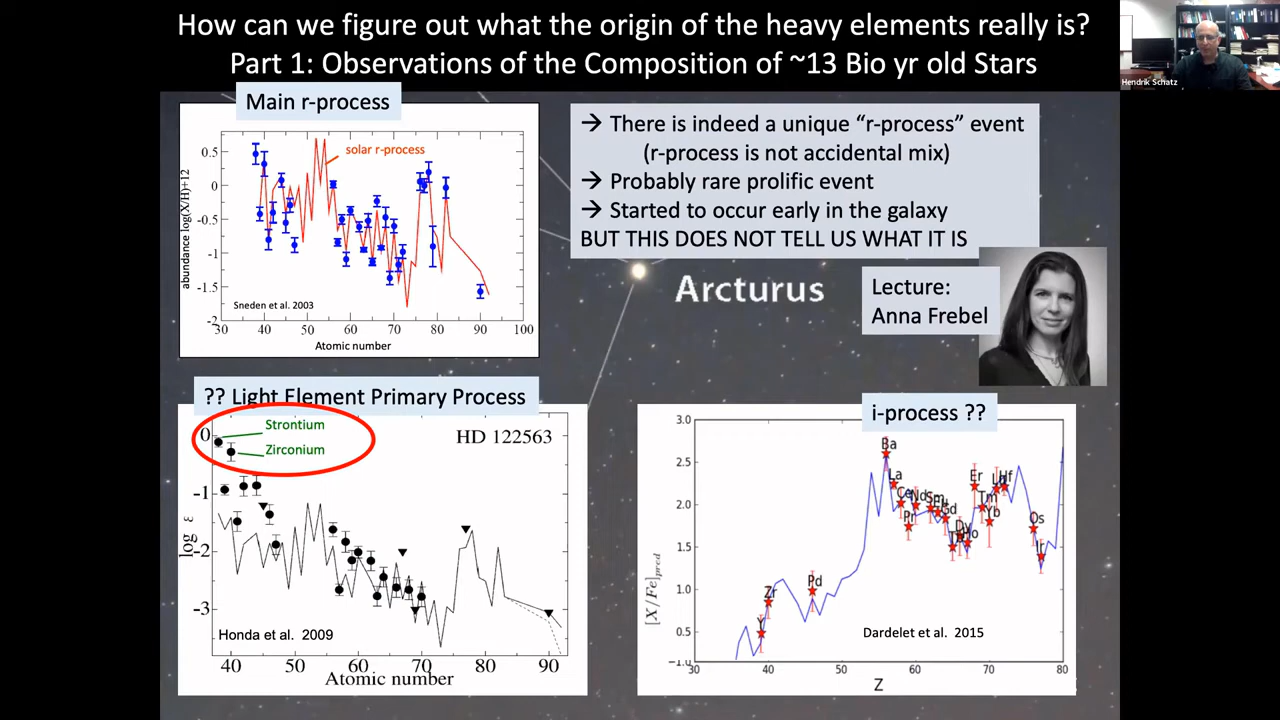 How can we figure out what the origin of the heavy elements really is?
Part 1: Observations of the Composition of ~13 Bio yr old Stars
Hendrik Schatz
Main r-process
solar r-process
abundance log(X/H)+12
0.5
0
-0.5
-1
-1.5
-2
Sneden et al. 2003
30 40 50 60 70 80 90 100
Atomic number
→ There is indeed a unique “r-process” event
(r-process is not accidental mix)
→ Probably rare prolific event
→ Started to occur early in the galaxy
BUT THIS DOES NOT TELL US WHAT IT IS
Arcturus
Lecture:
Anna Frebel
?? Light Element Primary Process
Strontium
Zirconium
HD 122563
log ε
0
-1
-2
-3
Honda et al. 2009
40 50 60 70 80 90
Atomic number
i-process ??
[X/Fe]pred
3.0
2.5
2.0
1.5
1.0
0.5
Y
Zr
Pd
Ba
La
Ce
Pr
Nd
Sm
Gd
Tb
Dy
Ho
Er
Tm
Yb
Lu
Hf
Os
Ir
Dardelet et al. 2015
30 40 50 60 70 80
Z